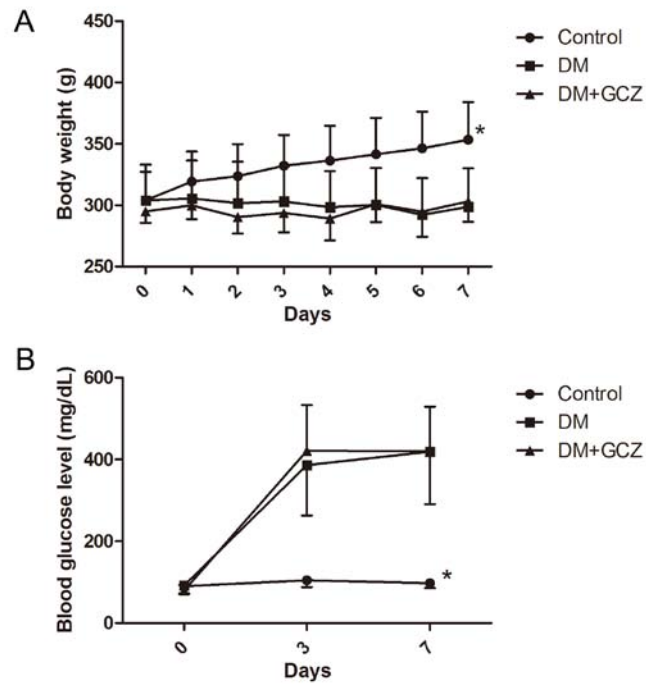 A
Body weight (g)
450
400
350
300
250
0 1 2 3 4 5 6 7
Days
*
Control
DM
DM+GCZ
B
Blood glucose level (mg/dL)
600
400
200
0
0 3 7
Days
*
Control
DM
DM+GCZ